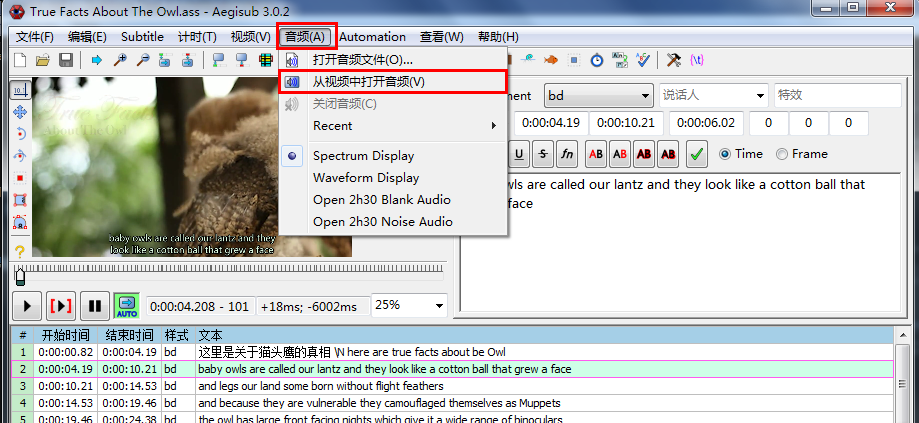 True Facts About The Owl.ass - Aegisub 3.0.2
文件(F) 编辑(E) Subtitle 计时(T) 视频(V) 音频(A) Automation 查看(W) 帮助(H)
打开音频文件(O)...
从视频中打开音频(V)
关闭音频(C)
Recent
Spectrum Display
Waveform Display
Open 2h30 Blank Audio
Open 2h30 Noise Audio
True Facts
About The Owl
baby owls are called our lantz and they
look like a cotton ball that grew a face
nent bd 说话人 特效
0:00:04.19 0:00:10.21 0:00:06.02 0 0 0
U S fn AB AB AB AB Time Frame
wls are called our lantz and they look like a cotton ball that
face
AUTO 0:00:04.208 - 101 +18ms; -6002ms 25%
# 开始时间 结束时间 样式 文本
1 0:00:00.82 0:00:04.19 bd 这里是关于猫头鹰的真相 \N here are true facts about be Owl
2 0:00:04.19 0:00:10.21 bd baby owls are called our lantz and they look like a cotton ball that grew a face
3 0:00:10.21 0:00:14.53 bd and legs our land some born without flight feathers
4 0:00:14.53 0:00:19.46 bd and because they are vulnerable they camouflaged themselves as Muppets
5 0:00:19.46 0:00:24.38 bd the owl has large front facing nights which give it a wide range of binoculars